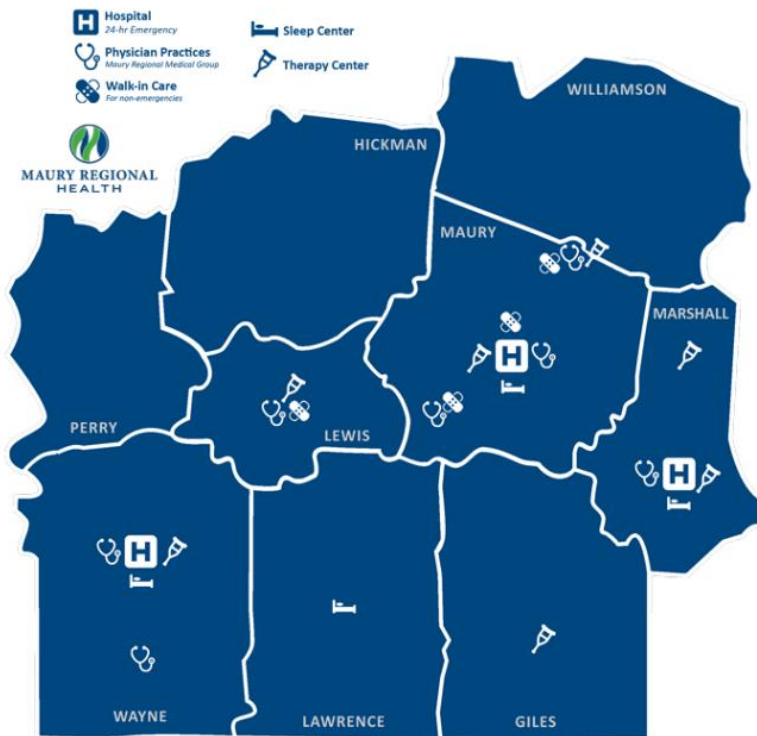 H Hospital
24-hr Emergency
Physician Practices
Maury Regional Medical Group
Walk-in Care
For non-emergencies
Sleep Center
Therapy Center
MAURY REGIONAL
HEALTH
WILLIAMSON
HICKMAN
MAURY
MARSHALL
H
PERRY
LEWIS
H
H
WAYNE
LAWRENCE
GILES